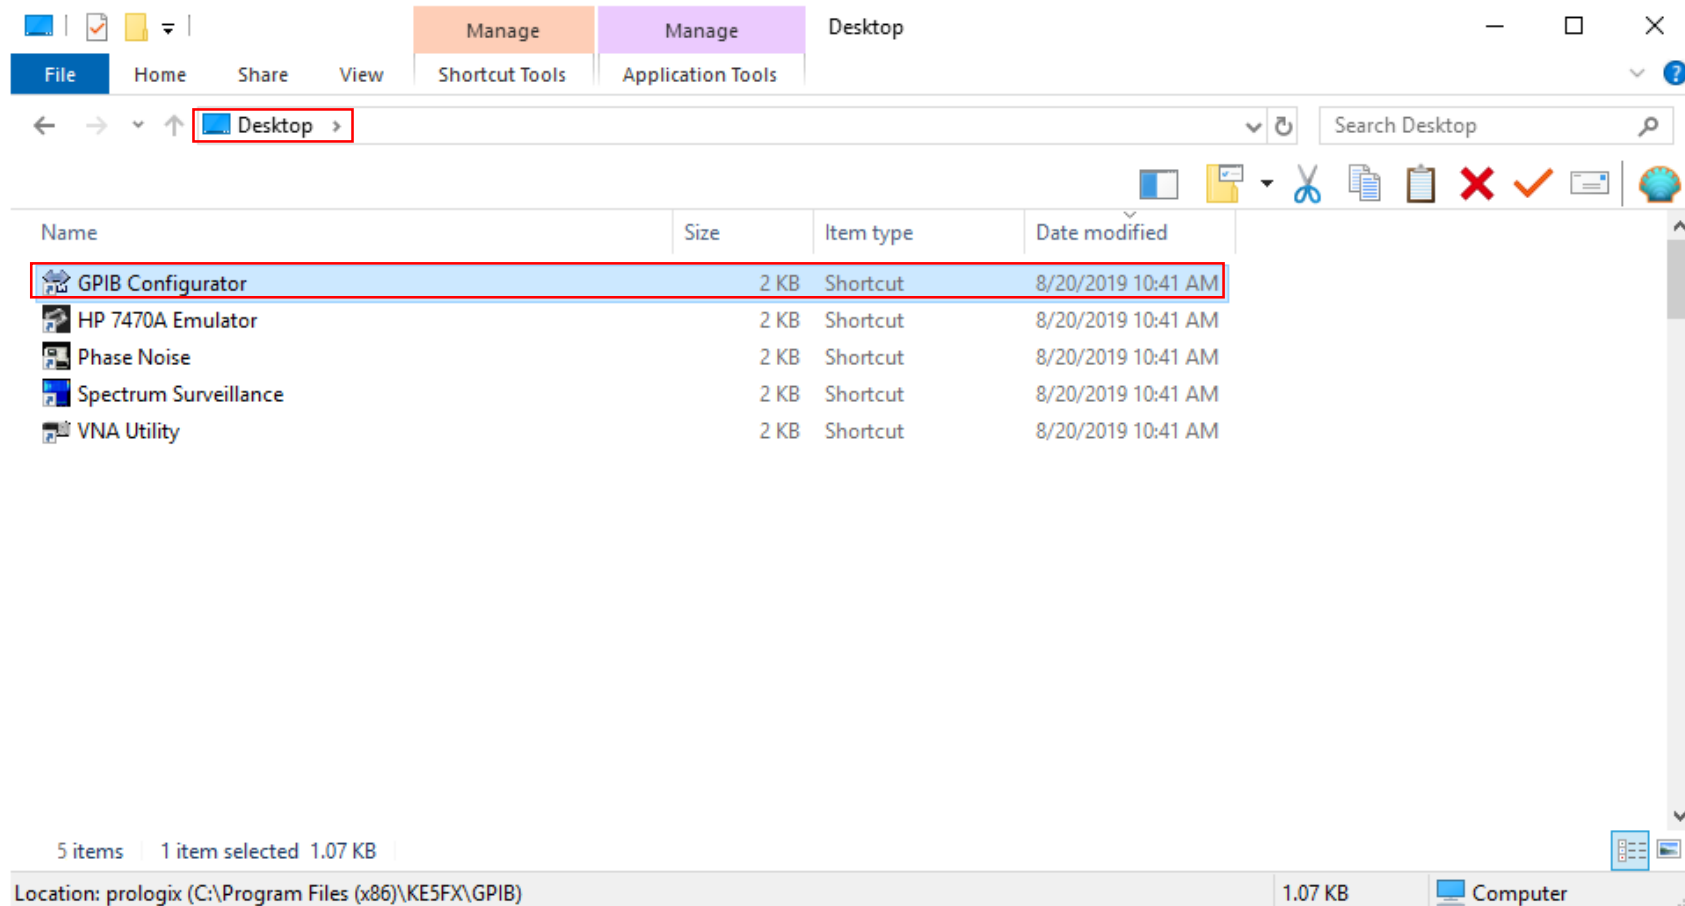 Manage Manage Desktop
File Home Share View Shortcut Tools Application Tools ?
Desktop Search Desktop
Name Size Item type Date modified
GPIB Configurator 2 KB Shortcut 8/20/2019 10:41 AM
HP 7470A Emulator 2 KB Shortcut 8/20/2019 10:41 AM
Phase Noise 2 KB Shortcut 8/20/2019 10:41 AM
Spectrum Surveillance 2 KB Shortcut 8/20/2019 10:41 AM
VNA Utility 2 KB Shortcut 8/20/2019 10:41 AM
5 items 1 item selected 1.07 KB
Location: prologix (C:\Program Files (x86)\KE5FX\GPIB) 1.07 KB Computer